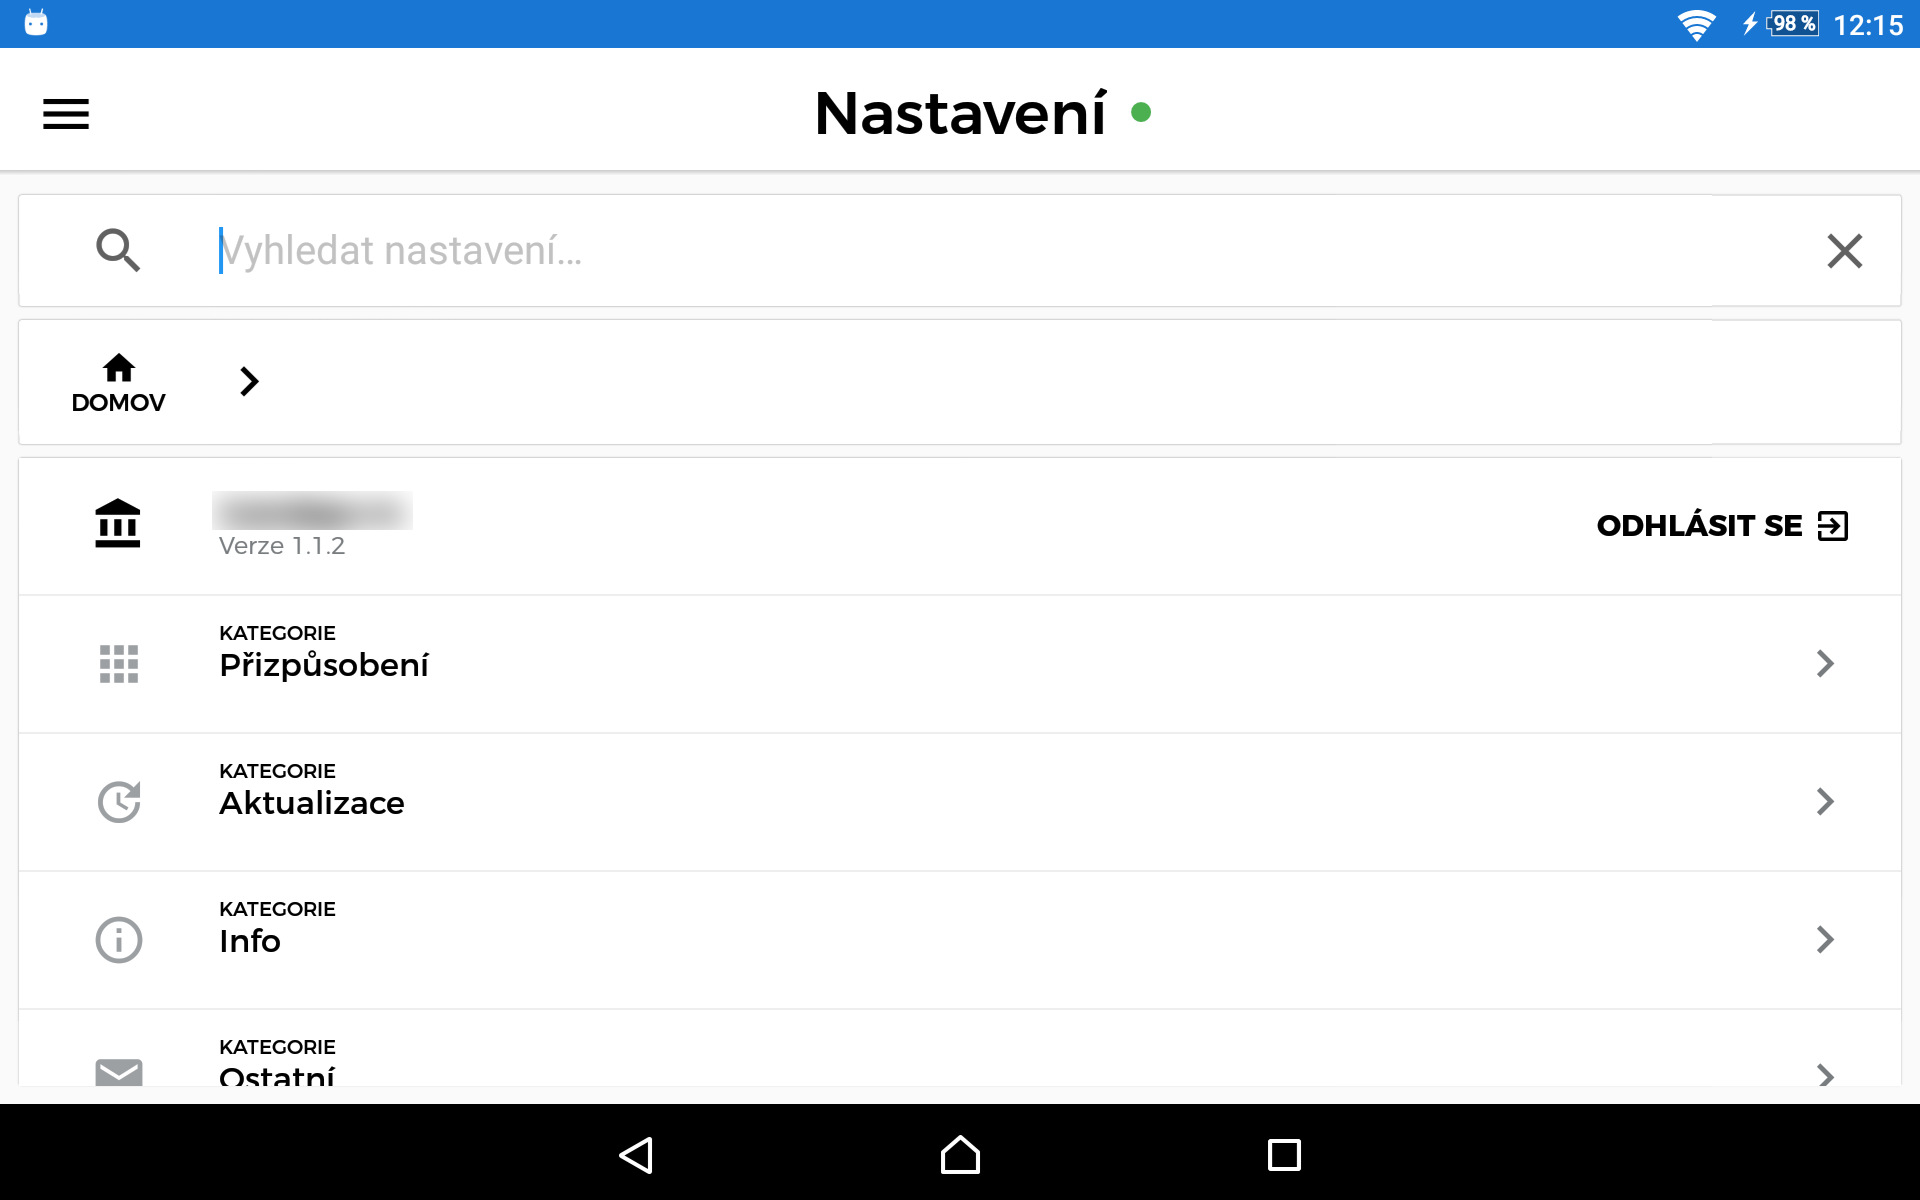 98 % 12:15
Nastavení
Vyhledat nastavení...
DOMOV
Verze 1.1.2
ODHLÁSIT SE
KATEGORIE
Přizpůsobení
KATEGORIE
Aktualizace
KATEGORIE
Info
KATEGORIE
Ostatní